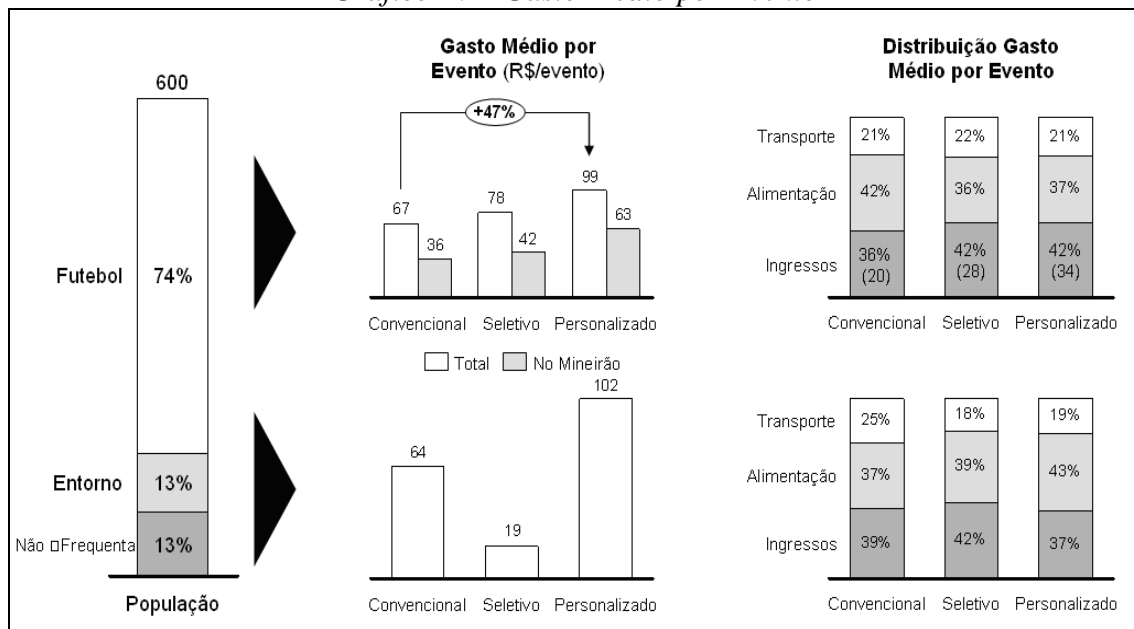 Gasto Médio por
Evento (R$/evento)
Distribuição Gasto
Médio por Evento
600
Futebol
74%
Entorno
13%
Não □Frequenta
13%
População
+47%
67
36
78
42
99
63
Convencional Seletivo Personalizado
Total No Mineirão
Transporte
21% 22% 21%
Alimentação
42% 36% 37%
Ingressos
36% 42% 42%
(20) (28) (34)
Convencional Seletivo Personalizado
64
19
102
Convencional Seletivo Personalizado
Transporte
25% 18% 19%
Alimentação
37% 39% 43%
Ingressos
39% 42% 37%
Convencional Seletivo Personalizado